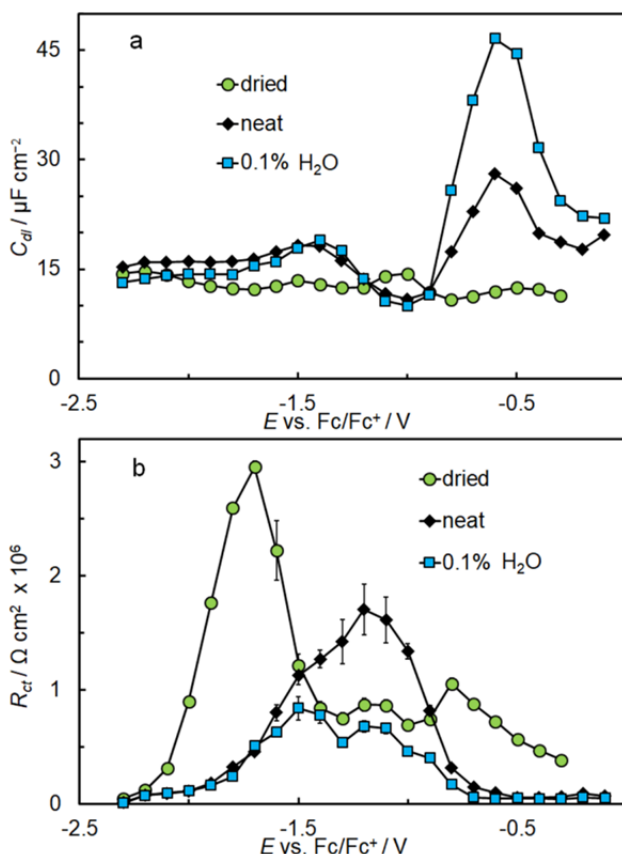 45
a
dried
neat
0.1% H₂O
30
C_dl / µF cm⁻²
15
0
-2.5
-1.5
-0.5
E vs. Fc/Fc⁺ / V
b
dried
neat
0.1% H₂O
3
2
R_ct / Ω cm² x 10⁶
1
0
-2.5
-1.5
-0.5
E vs. Fc/Fc⁺ / V